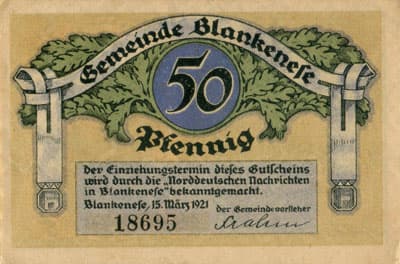 Gemeinde Blankenese
50
Pfennig
Der Einziehungstermin dieses Gutscheins
wird durch die „Norddeutschen Nachrichten
in Blankenese" bekanntgemacht.
Blankenese, 15. März 1921
der Gemeindevorsteher
18695